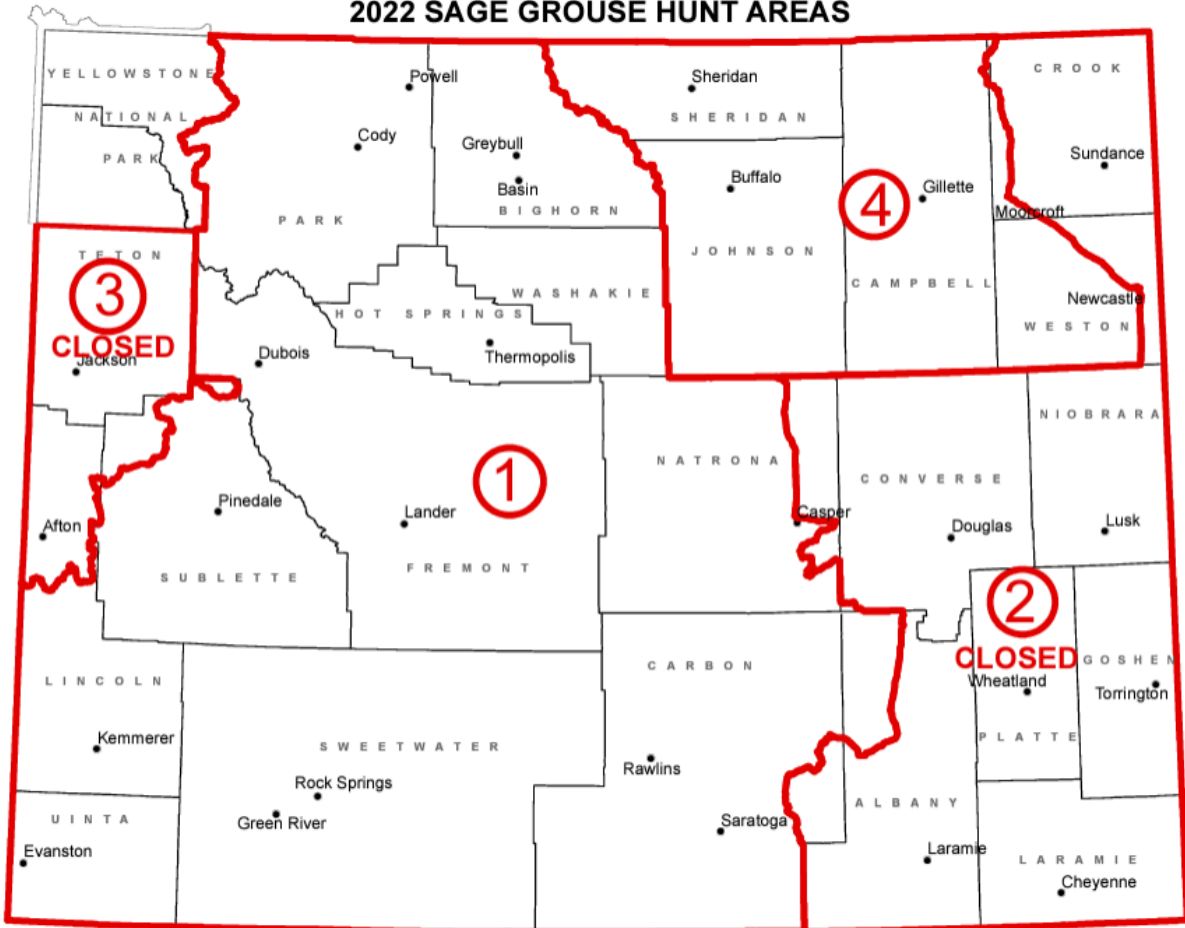 2022 SAGE GROUSE HUNT AREAS
YELLOWSTONE
NATIONAL
PARK
Powell
Sheridan
SHERIDAN
CROOK
Cody
Greybull
Basin
BIGHORN
PARK
Buffalo
4
Gillette
Sundance
Moorcroft
JOHNSON
CAMPBELL
TETON
3
CLOSED
Jackson
WASHAKIE
HOT SPRINGS
Thermopolis
Dubois
Newcastle
WESTON
NIOBRARA
NATRONA
CONVERSE
1
Pinedale
Lander
Casper
Douglas
Lusk
Afton
SUBLETTE
FREMONT
2
CLOSED
GOSHEN
Wheatland
Torrington
PLATTE
CARBON
LINCOLN
Kemmerer
SWEETWATER
Rawlins
Rock Springs
Green River
ALBANY
UINTA
Evanston
Saratoga
Laramie
LARAMIE
Cheyenne